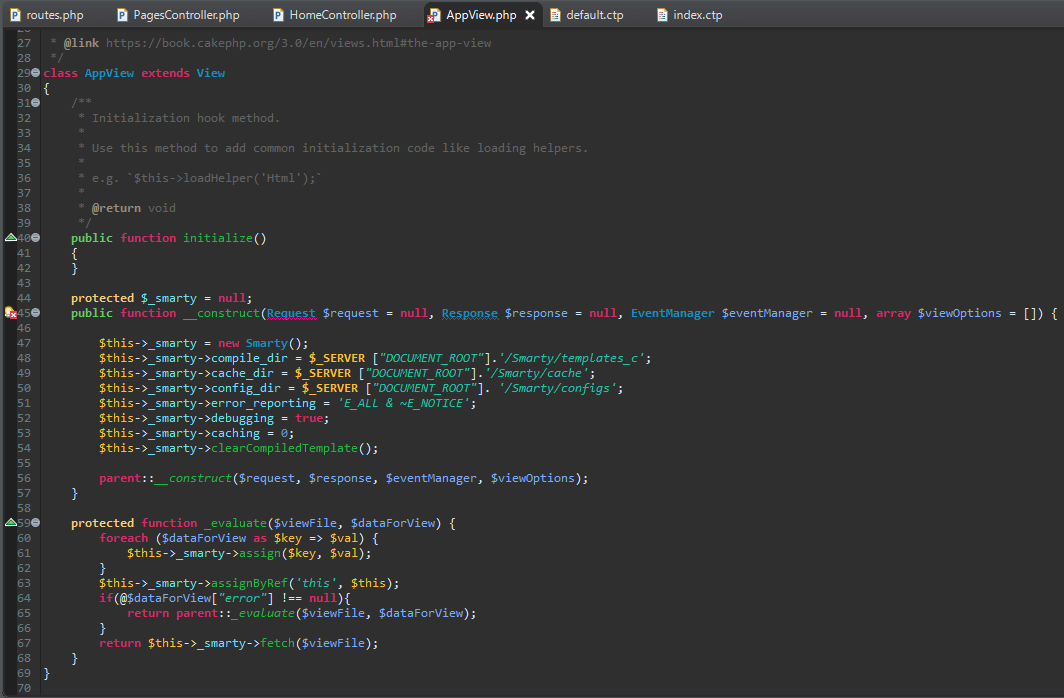 routes.php PagesController.php HomeController.php AppView.php default.ctp index.ctp
27 * @link https://book.cakephp.org/3.0/en/views.html#the-app-view
28 */
29 class AppView extends View
30 {
31 /**
32 * Initialization hook method.
33 *
34 * Use this method to add common initialization code like loading helpers.
35 *
36 * e.g. `$this->loadHelper('Html');`
37 *
38 * @return void
39 */
40 public function initialize()
41 {
42 }
43
44 protected $_smarty = null;
45 public function __construct(Request $request = null, Response $response = null, EventManager $eventManager = null, array $viewOptions = []) {
46
47 $this->_smarty = new Smarty();
48 $this->_smarty->compile_dir = $_SERVER ["DOCUMENT_ROOT"].'/Smarty/templates_c';
49 $this->_smarty->cache_dir = $_SERVER ["DOCUMENT_ROOT"].'/Smarty/cache';
50 $this->_smarty->config_dir = $_SERVER ["DOCUMENT_ROOT"]. '/Smarty/configs';
51 $this->_smarty->error_reporting = 'E_ALL & ~E_NOTICE';
52 $this->_smarty->debugging = true;
53 $this->_smarty->caching = 0;
54 $this->_smarty->clearCompiledTemplate();
55
56 parent::__construct($request, $response, $eventManager, $viewOptions);
57 }
58
59 protected function _evaluate($viewFile, $dataForView) {
60 foreach ($dataForView as $key => $val) {
61 $this->_smarty->assign($key, $val);
62 }
63 $this->_smarty->assignByRef('this', $this);
64 if(@$dataForView["error"] !== null){
65 return parent::_evaluate($viewFile, $dataForView);
66 }
67 return $this->_smarty->fetch($viewFile);
68 }
69 }
70